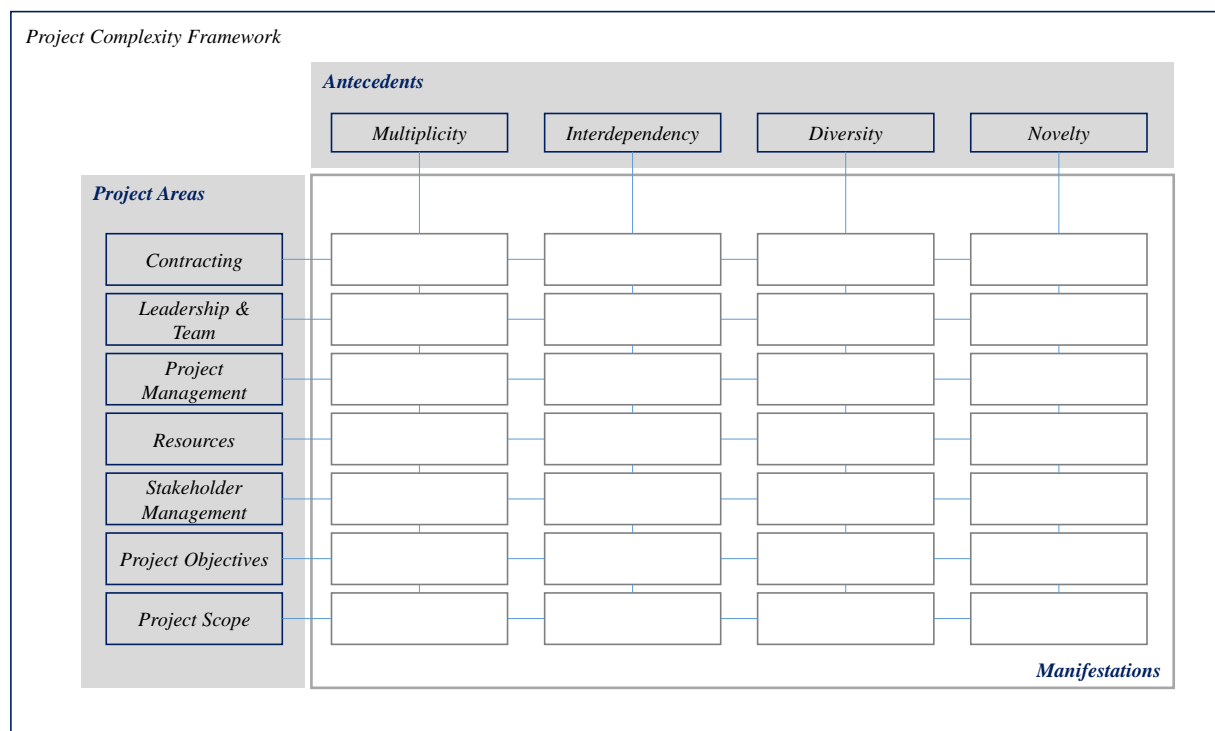 Project Complexity Framework
Antecedents
Multiplicity
Interdependency
Diversity
Novelty
Project Areas
Contracting
Leadership &
Team
Project
Management
Resources
Stakeholder
Management
Project Objectives
Project Scope
Manifestations